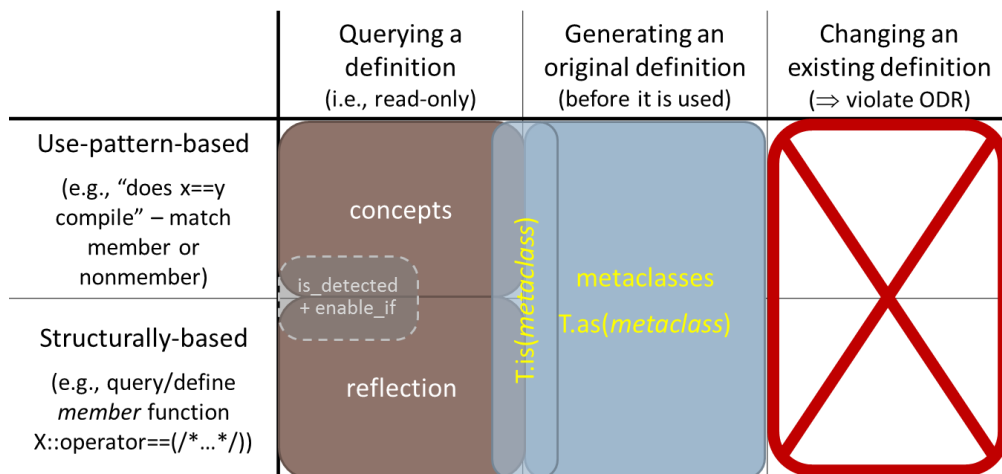 Querying a
definition
(i.e., read-only)
Generating an
original definition
(before it is used)
Changing an
existing definition
(⇒ violate ODR)
Use-pattern-based
(e.g., “does x==y
compile” – match
member or
nonmember)
concepts
is_detected
+ enable_if
T.is(metaclass)
metaclasses
T.as(metaclass)
Structurally-based
(e.g., query/define
member function
X::operator==(/*...*/))
reflection